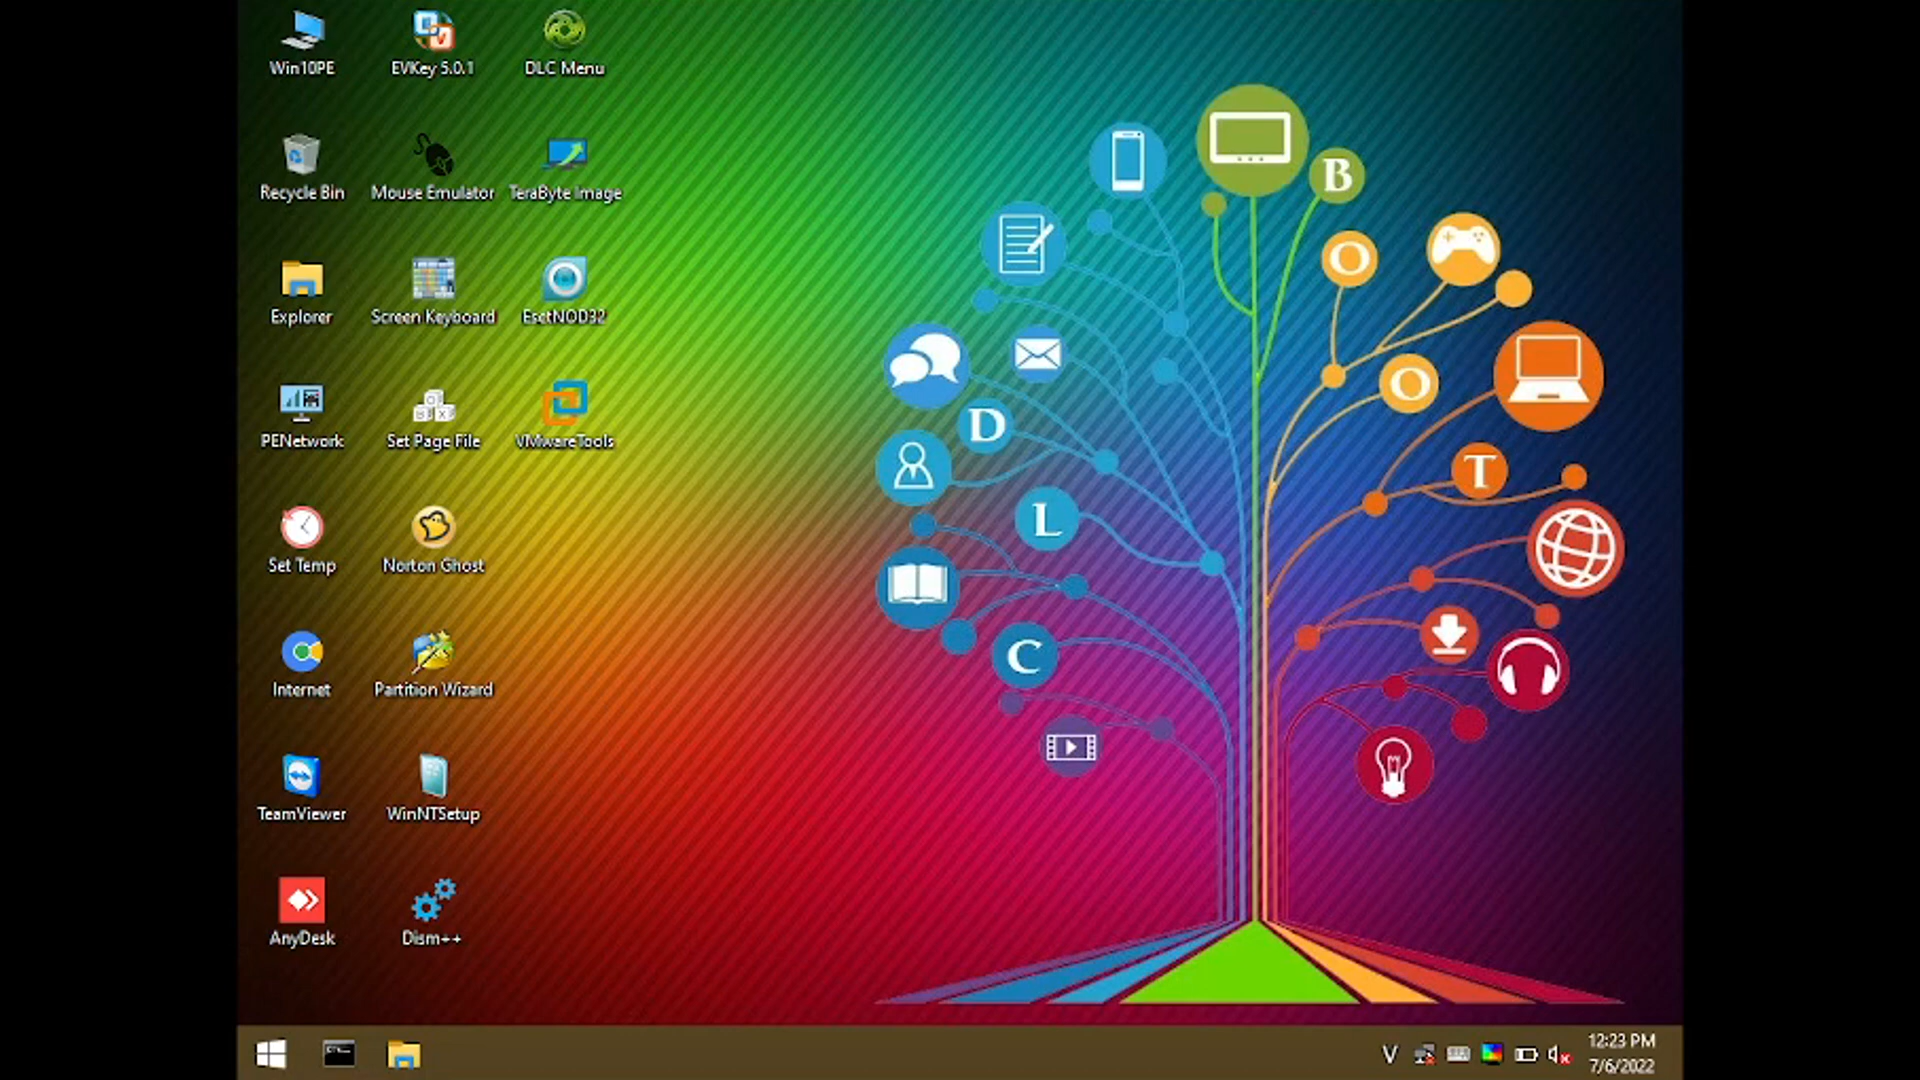 Win10PE
EVKey 5.0.1
DLC Menu
Recycle Bin
Mouse Emulator
TeraByte Image
Explorer
Screen Keyboard
EsetNOD32
PENetwork
Set Page File
VMwareTools
Set Temp
Norton Ghost
Internet
Partition Wizard
TeamViewer
WinNTSetup
AnyDesk
Dism++
D
L
C
B
O
O
T
V
12:23 PM
7/6/2022